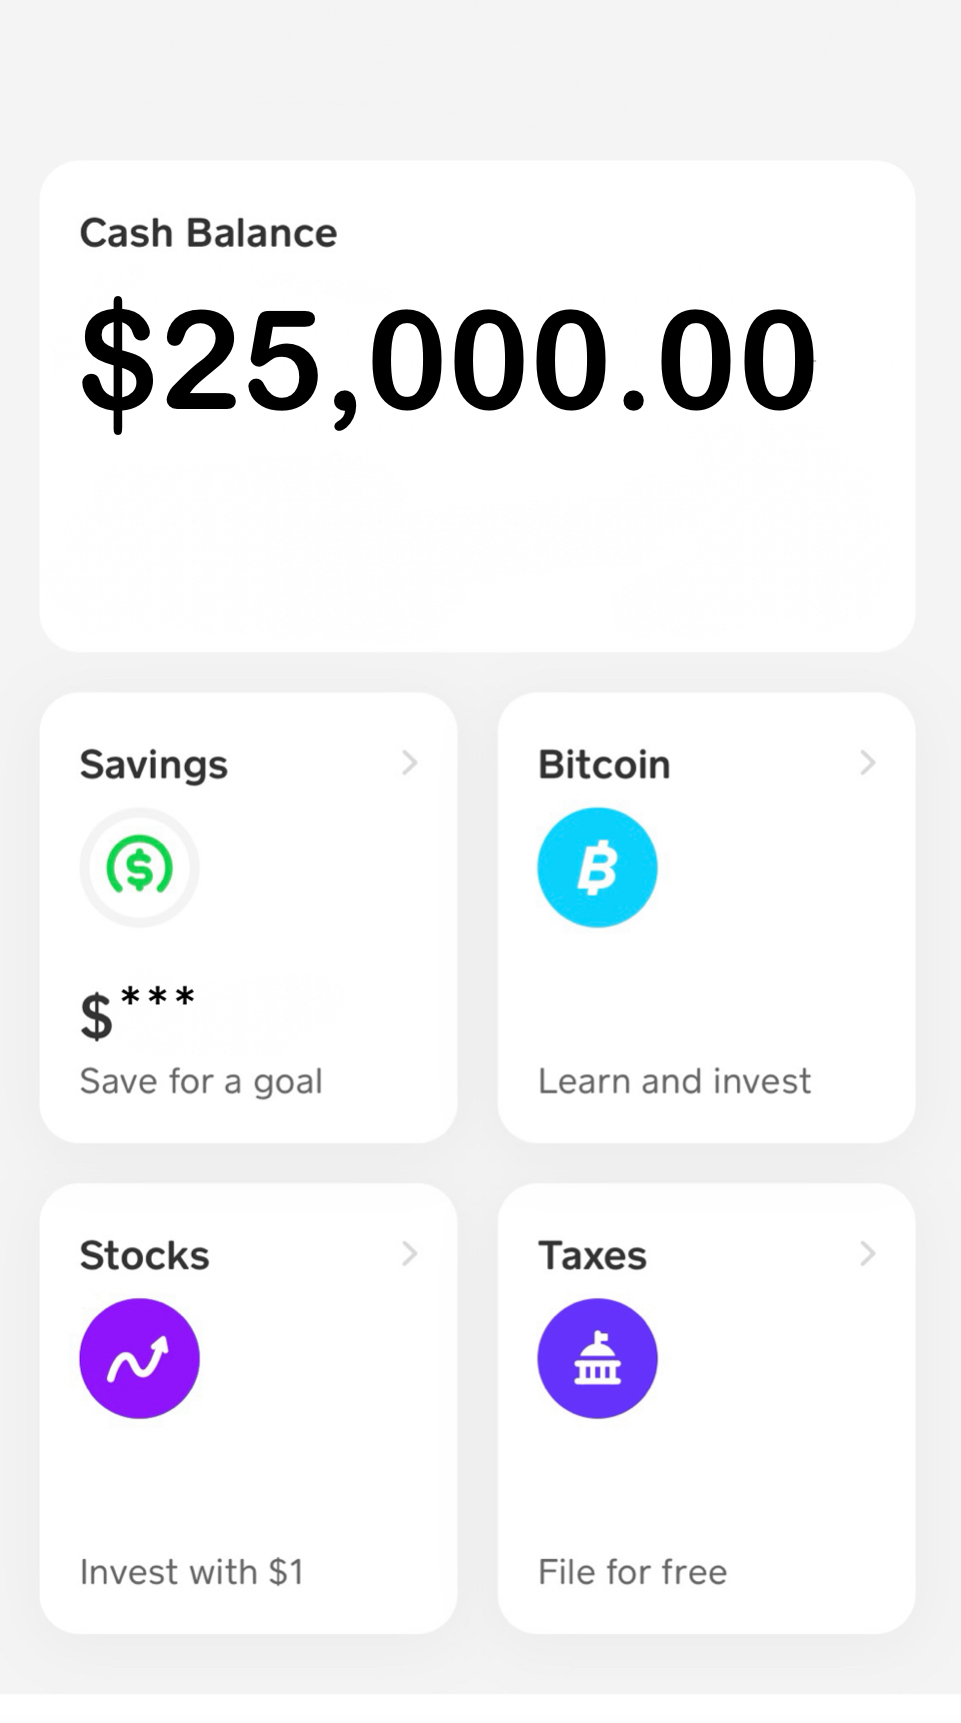 Cash Balance
$25,000.00
Savings
Bitcoin
$***
Save for a goal
Learn and invest
Stocks
Taxes
Invest with $1
File for free